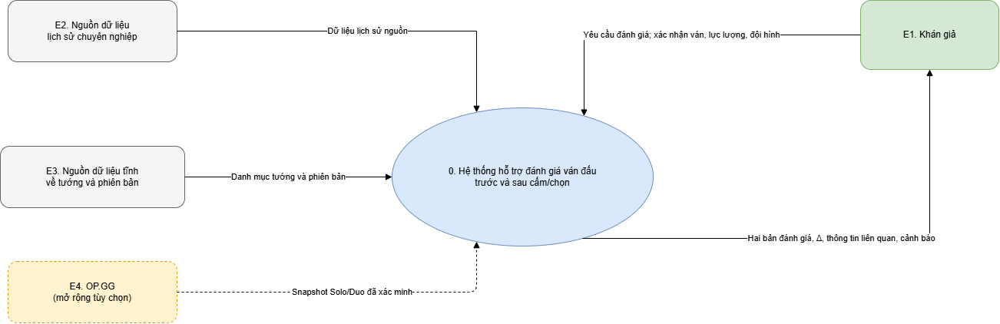 E2. Nguồn dữ liệu
lịch sử chuyên nghiệp
Dữ liệu lịch sử nguồn
Yêu cầu đánh giá; xác nhận ván, lực lượng, đội hình
E1. Khán giả
E3. Nguồn dữ liệu tĩnh
về tướng và phiên bản
Danh mục tướng và phiên bản
0. Hệ thống hỗ trợ đánh giá ván đấu
trước và sau cấm/chọn
Hai bản đánh giá, Δ, thông tin liên quan, cảnh báo
E4. OP.GG
(mở rộng tùy chọn)
Snapshot Solo/Duo đã xác minh